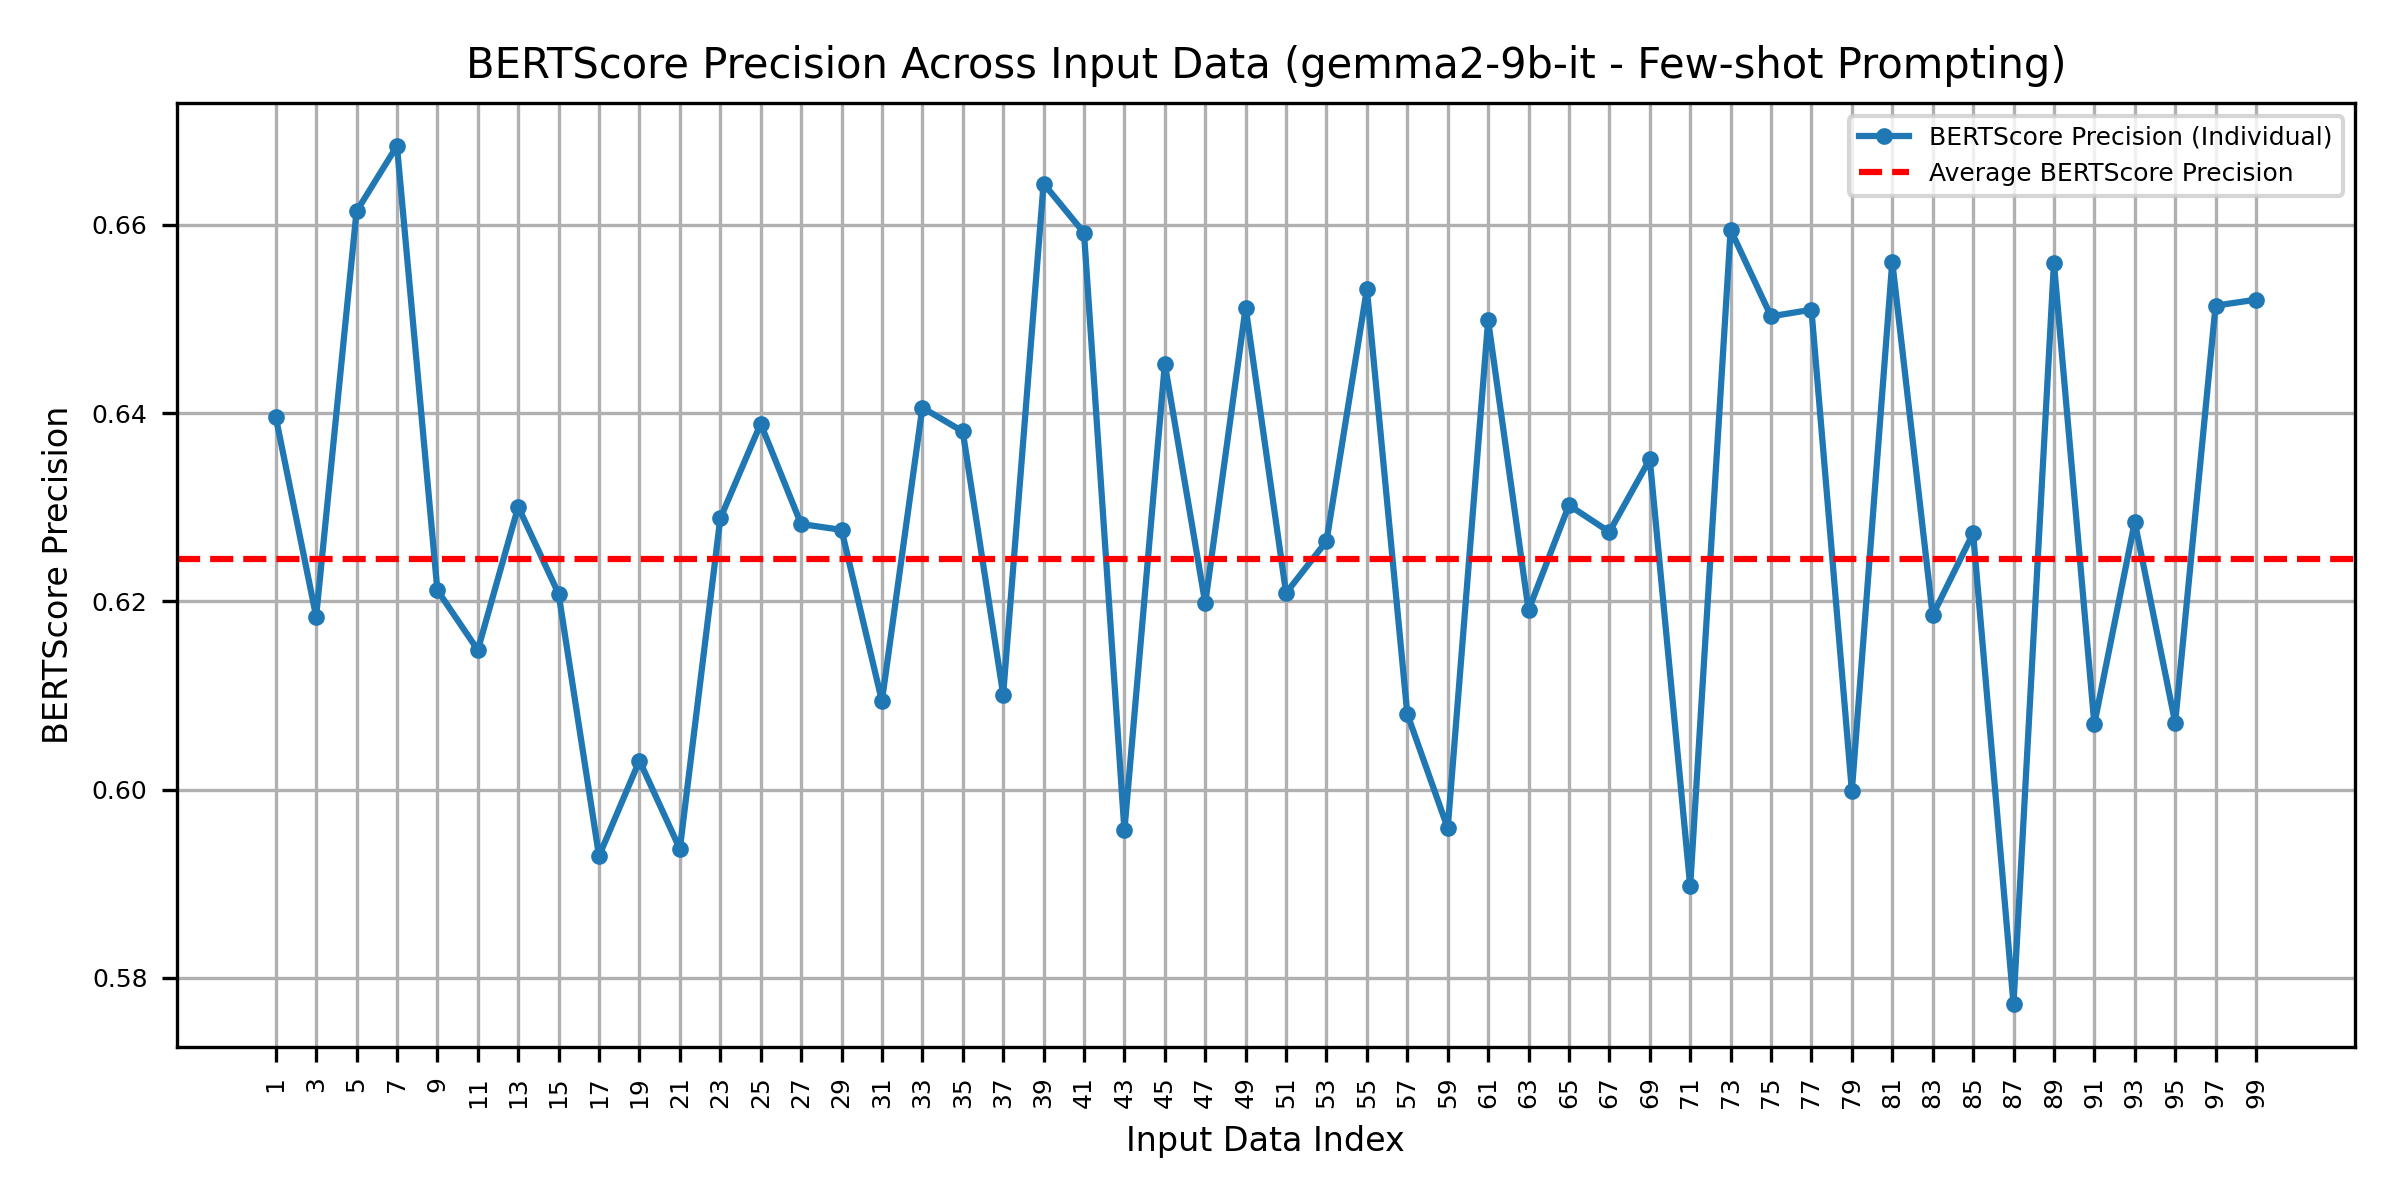 BERTScore Precision Across Input Data (gemma2-9b-it - Few-shot Prompting)
BERTScore Precision (Individual)
Average BERTScore Precision
BERTScore Precision
0.66
0.64
0.62
0.60
0.58
1 3 5 7 9 11 13 15 17 19 21 23 25 27 29 31 33 35 37 39 41 43 45 47 49 51 53 55 57 59 61 63 65 67 69 71 73 75 77 79 81 83 85 87 89 91 93 95 97 99
Input Data Index